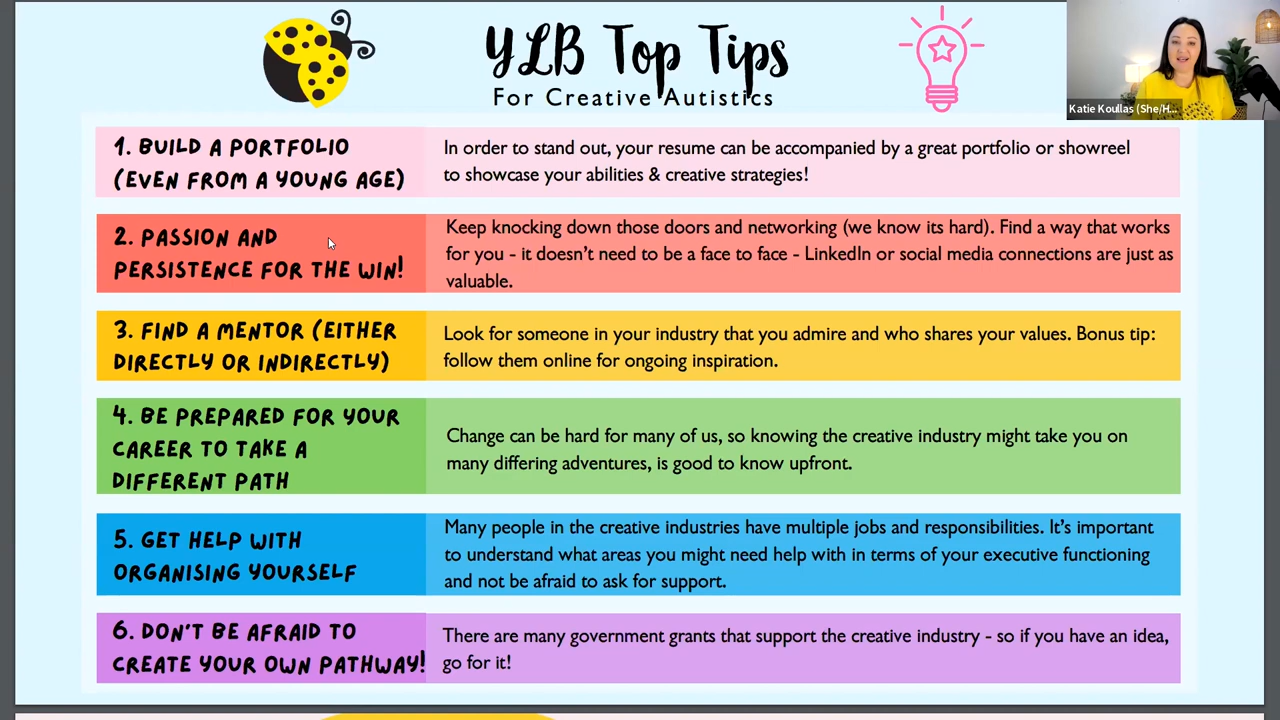 YLB Top Tips
For Creative Autistics
Katie Koullas (She/H...
1. BUILD A PORTFOLIO
(EVEN FROM A YOUNG AGE)
In order to stand out, your resume can be accompanied by a great portfolio or showreel
to showcase your abilities & creative strategies!
2. PASSION AND
PERSISTENCE FOR THE WIN!
Keep knocking down those doors and networking (we know its hard). Find a way that works
for you - it doesn't need to be a face to face - LinkedIn or social media connections are just as
valuable.
3. FIND A MENTOR (EITHER
DIRECTLY OR INDIRECTLY)
Look for someone in your industry that you admire and who shares your values. Bonus tip:
follow them online for ongoing inspiration.
4. BE PREPARED FOR YOUR
CAREER TO TAKE A
DIFFERENT PATH
Change can be hard for many of us, so knowing the creative industry might take you on
many differing adventures, is good to know upfront.
5. GET HELP WITH
ORGANISING YOURSELF
Many people in the creative industries have multiple jobs and responsibilities. It's important
to understand what areas you might need help with in terms of your executive functioning
and not be afraid to ask for support.
6. DON'T BE AFRAID TO
CREATE YOUR OWN PATHWAY!
There are many government grants that support the creative industry - so if you have an idea,
go for it!